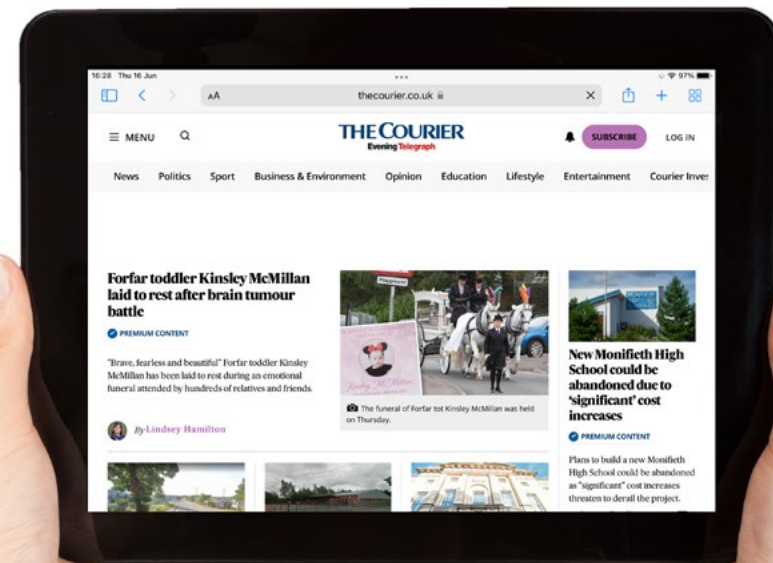 16:28 Thu 16 Jun
97%
AA
thecourier.co.uk
MENU
THE COURIER
Evening Telegraph
SUBSCRIBE
LOG IN
News Politics Sport Business & Environment Opinion Education Lifestyle Entertainment Courier Inves
Forfar toddler Kinsley McMillan
laid to rest after brain tumour
battle
PREMIUM CONTENT
"Brave, fearless and beautiful" Forfar toddler Kinsley
McMillan has been laid to rest during an emotional
funeral attended by hundreds of relatives and friends.
By Lindsey Hamilton
Playground
Kinsley McMillan
The funeral of Forfar tot Kinsley McMillan was held
on Thursday.
New Monifieth High
School could be
abandoned due to
‘significant’ cost
increases
PREMIUM CONTENT
Plans to build a new Monifieth
High School could be abandoned
as "significant" cost increases
threaten to derail the project.